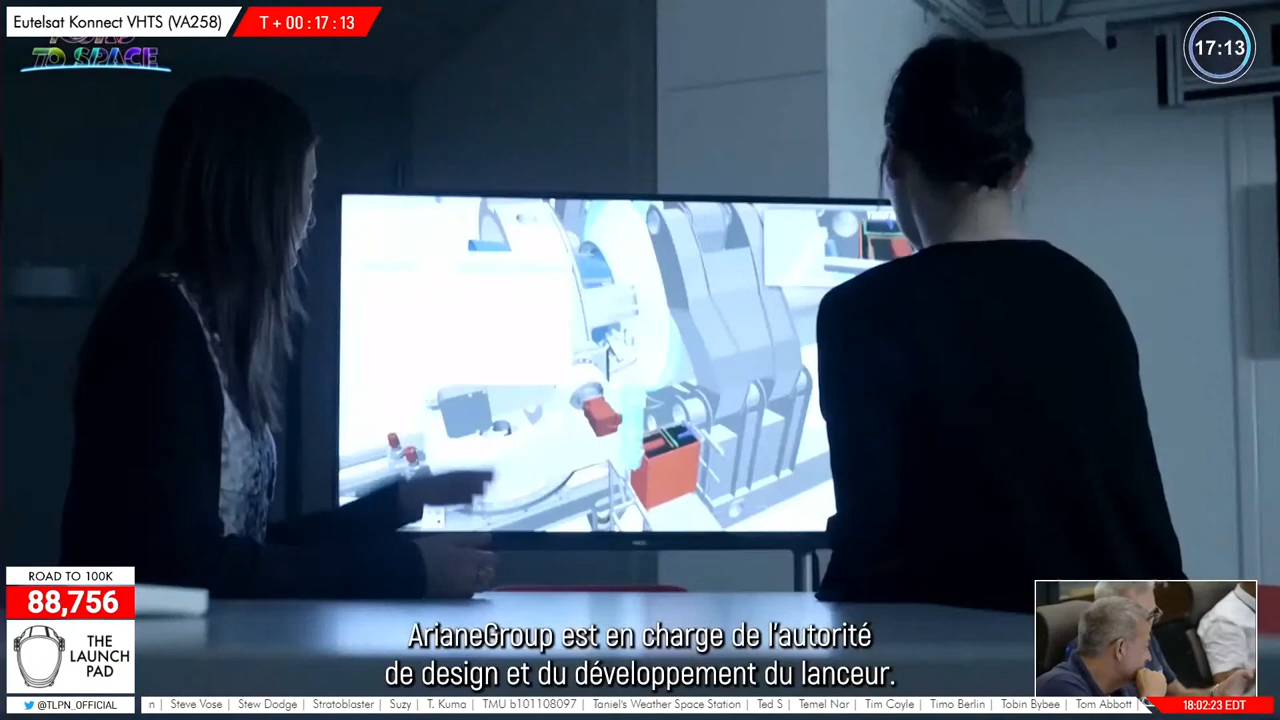 Eutelsat Konnect VHTS (VA258)
T + 00 : 17 : 13
17:13
TO SPACE
ROAD TO 100K
88,756
THE
LAUNCH
PAD
ArianeGroup est en charge de l'autorité
de design et du développement du lanceur.
@TLPN_OFFICIAL
n | Steve Vose | Stew Dodge | Stratoblaster | Suzy | T. Kuma | TMU b101108097 | Taniel's Weather Space Station | Ted S | Temel Nar | Tim Coyle | Timo Berlin | Timo Bybee | Tom Abbott
18:02:23 EDT